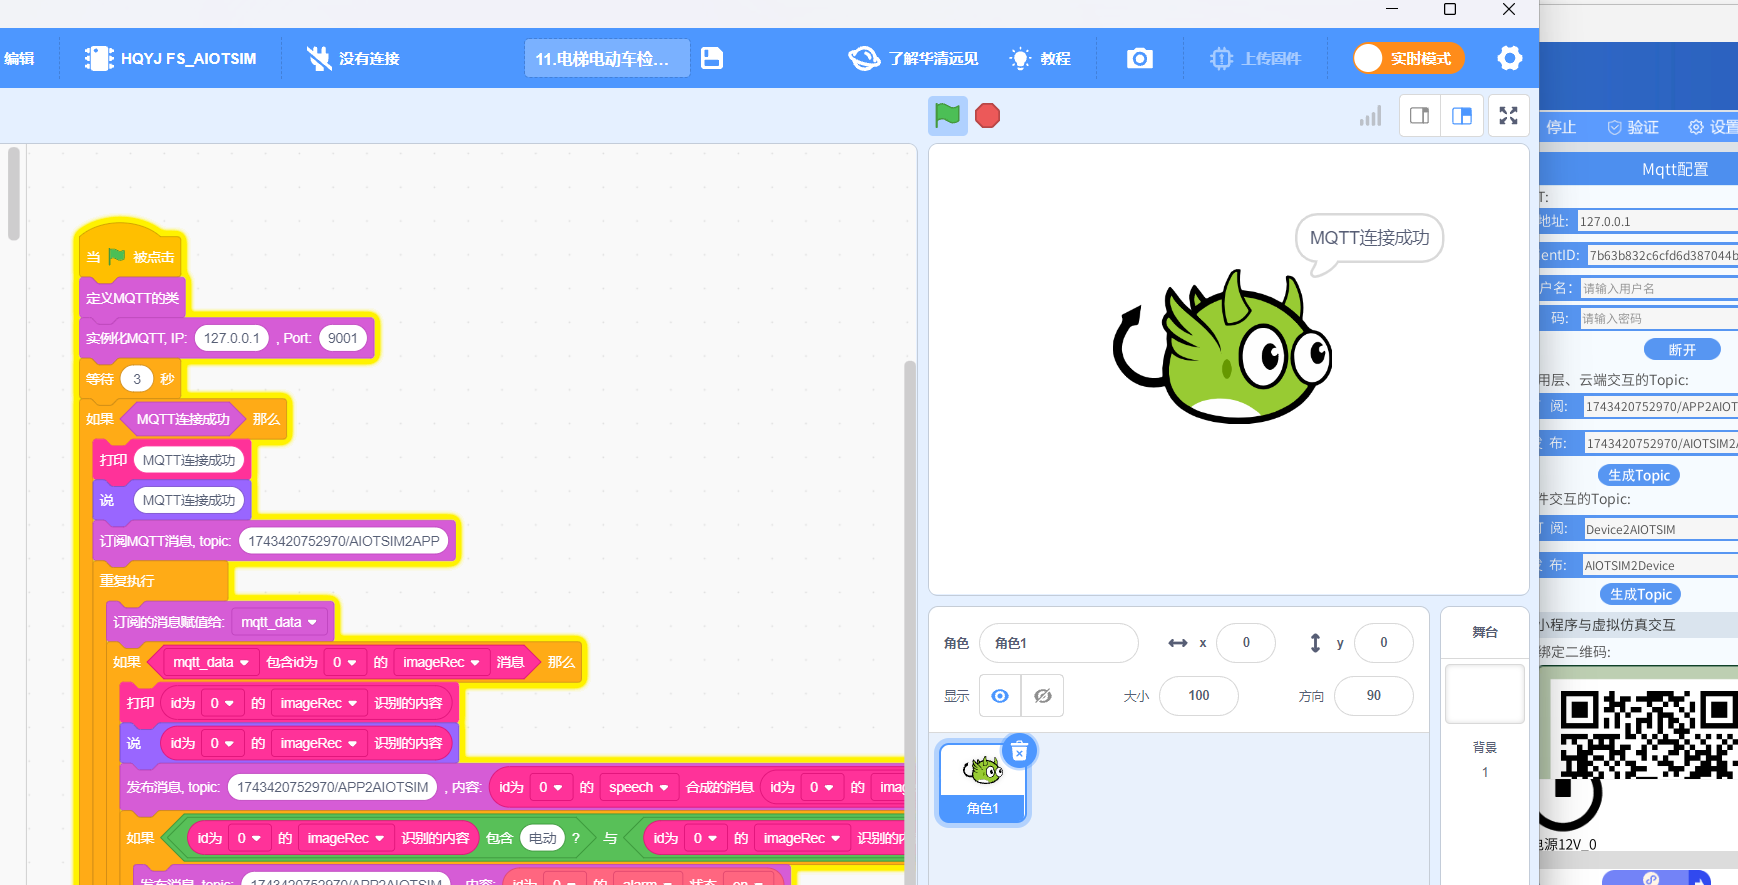 编辑
HQYJ FS_AIOTSIM
没有连接
11.电梯电动车检...
了解华清远见
教程
上传固件
实时模式
当 被点击
定义MQTT的类
实例化MQTT, IP: 127.0.0.1 , Port: 9001
等待 3 秒
如果 MQTT连接成功 那么
打印 MQTT连接成功
说 MQTT连接成功
订阅MQTT消息, topic: 1743420752970/AIOTSIM2APP
重复执行
订阅的消息赋值给: mqtt_data
如果 mqtt_data 包含id为 0 的 imageRec 消息 那么
打印 id为 0 的 imageRec 识别的内容
说 id为 0 的 imageRec 识别的内容
发布消息, topic: 1743420752970/APP2AIOTSIM , 内容: id为 0 的 speech 合成的消息 id为 0 的 imag
如果 id为 0 的 imageRec 识别的内容 包含 电动 ? 与 id为 0 的 imageRec 识别的内
发布消息, topic: 1743420752970/APP2AIOTSIM , 内容: id为 0 的 alarm 状态 on
MQTT连接成功
角色 角色1 x 0 y 0
显示 大小 100 方向 90
角色1
舞台
背景
1
停止 验证 设置
Mqtt配置
T:
地址: 127.0.0.1
entID: 7b63b832c6cfd6d387044b
户名: 请输入用户名
码: 请输入密码
断开
用层、云端交互的Topic:
阅: 1743420752970/APP2AIOT
布: 1743420752970/AIOTSIM2
生成Topic
件交互的Topic:
阅: Device2AIOTSIM
布: AIOTSIM2Device
生成Topic
小程序与虚拟仿真交互
绑定二维码:
电源12V_0